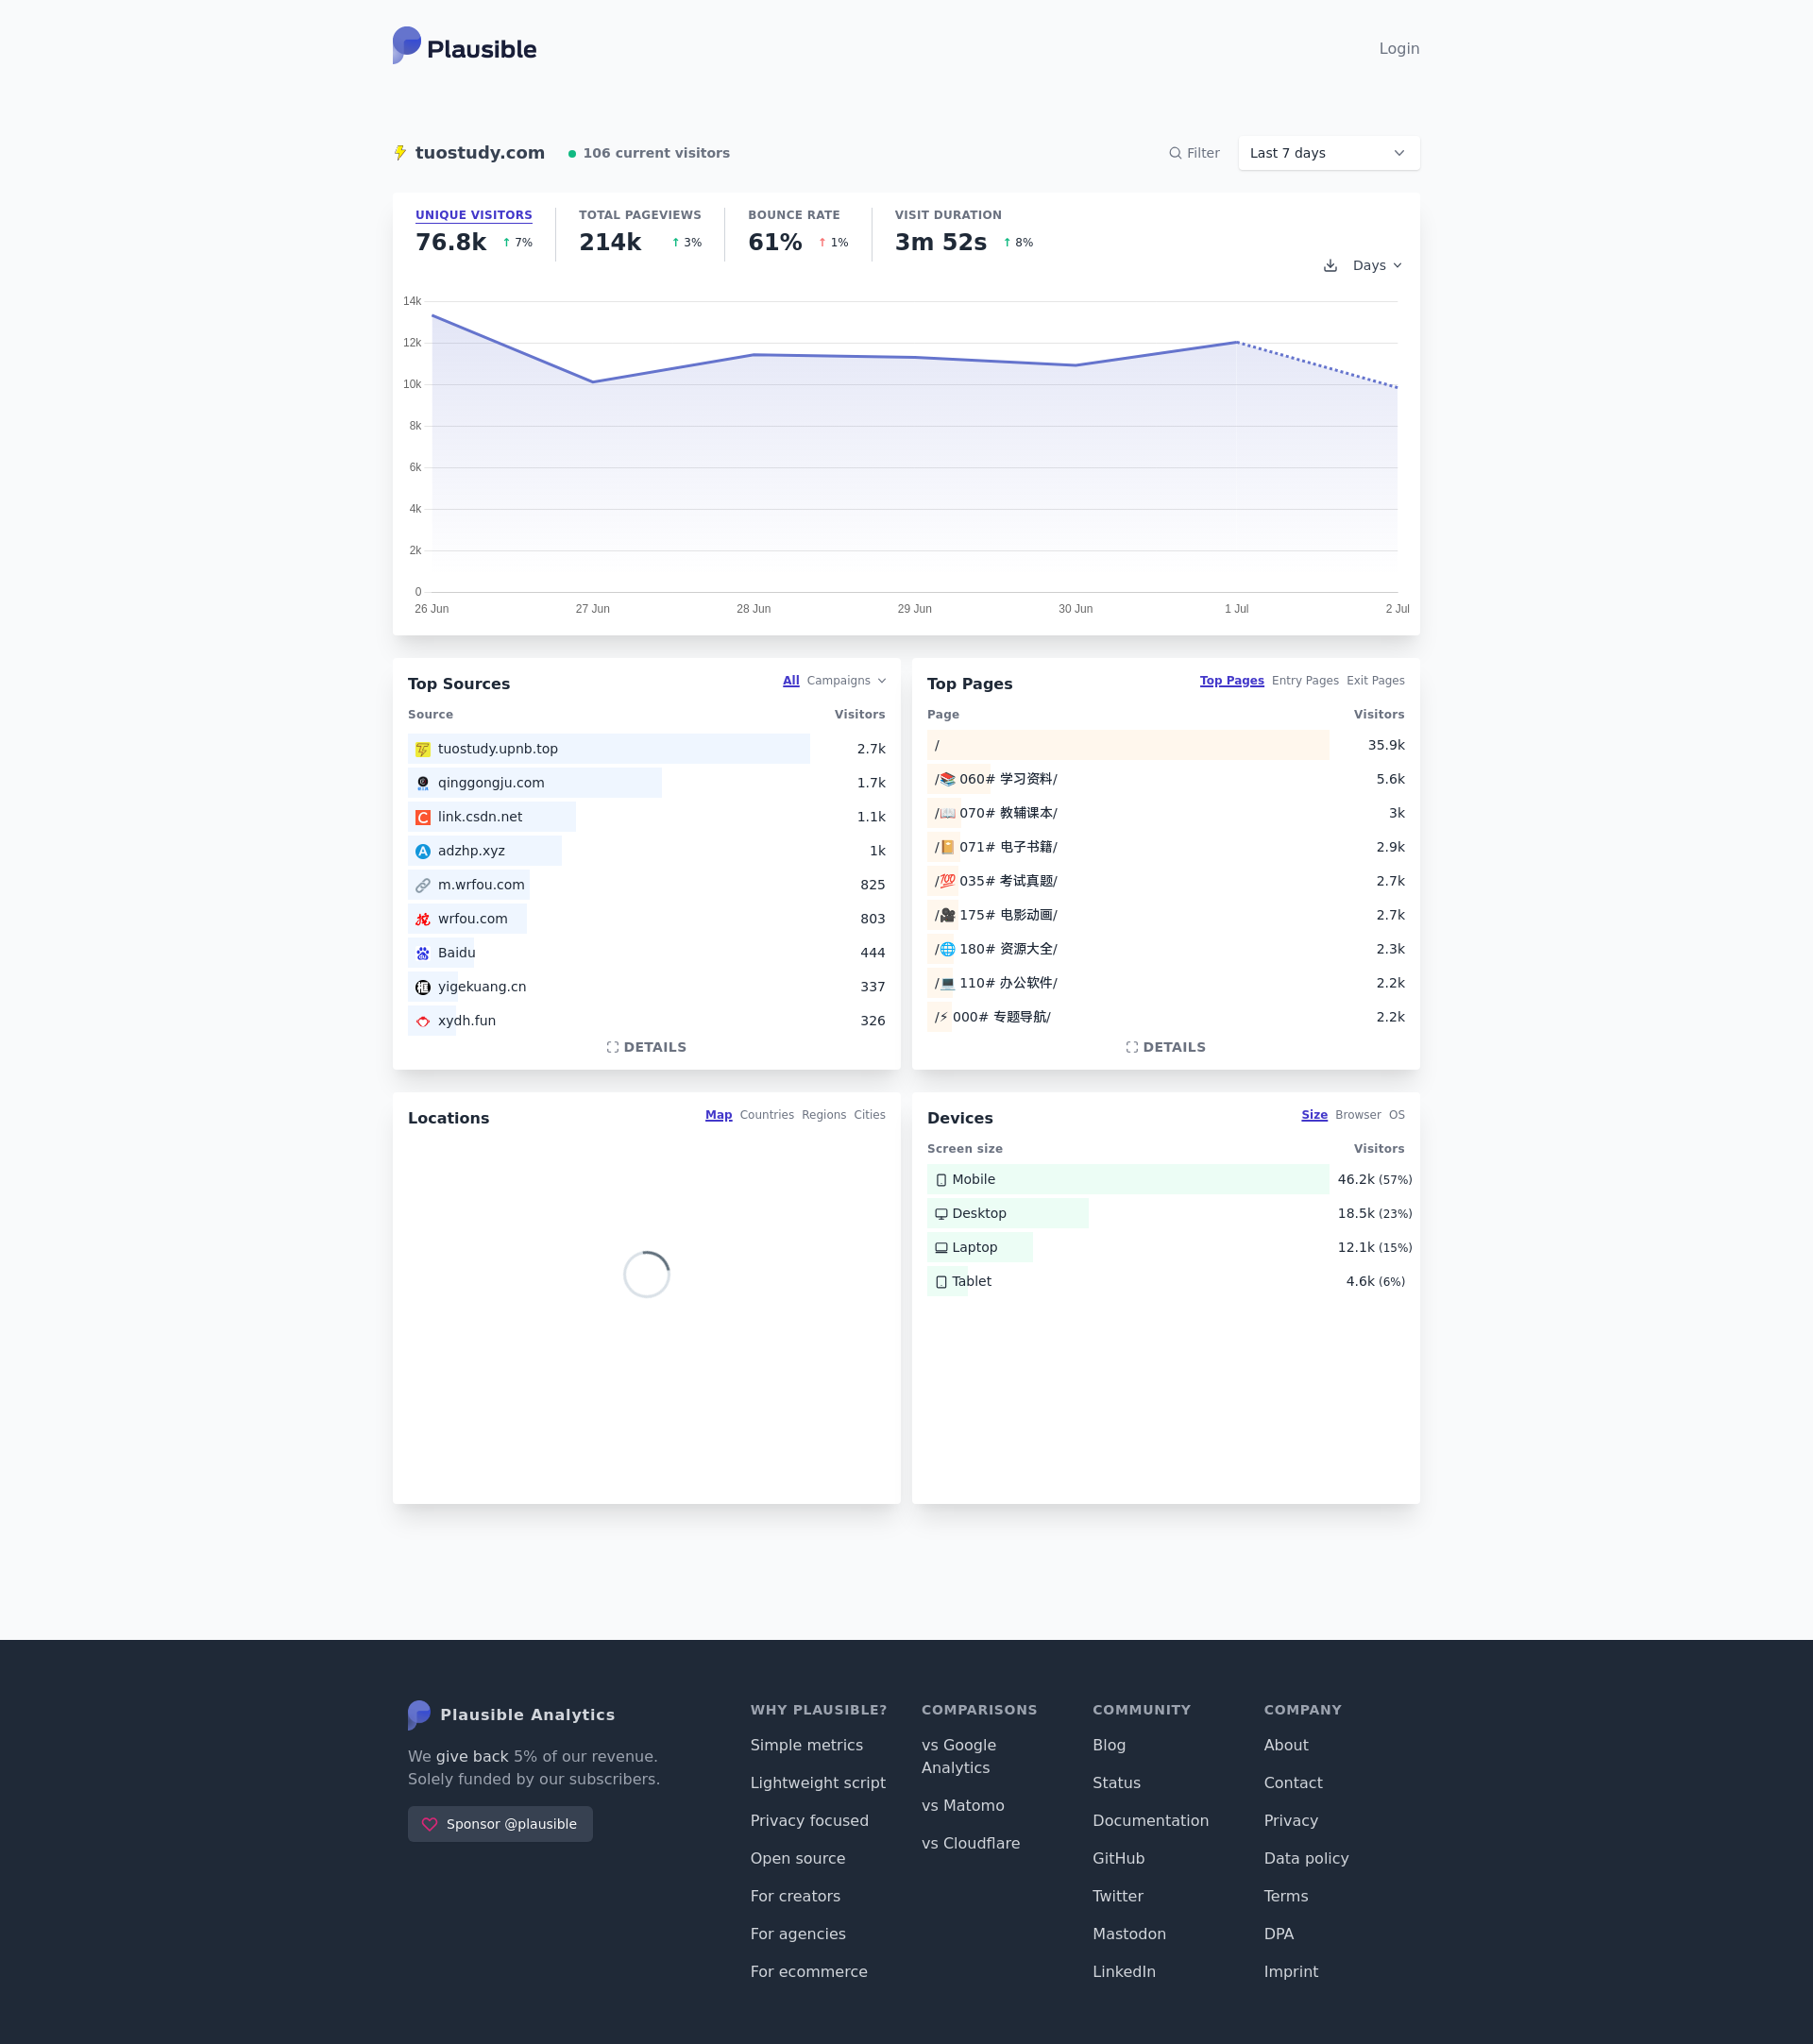 Plausible
Login
tuostudy.com
106 current visitors
Filter
Last 7 days
UNIQUE VISITORS
76.8k ↑ 7%
TOTAL PAGEVIEWS
214k ↑ 3%
BOUNCE RATE
61% ↑ 1%
VISIT DURATION
3m 52s ↑ 8%
Days
14k
12k
10k
8k
6k
4k
2k
0
26 Jun 27 Jun 28 Jun 29 Jun 30 Jun 1 Jul 2 Jul
Top Sources
All Campaigns
Source Visitors
tuostudy.upnb.top 2.7k
qinggongju.com 1.7k
link.csdn.net 1.1k
adzhp.xyz 1k
m.wrfou.com 825
wrfou.com 803
Baidu 444
yigekuang.cn 337
xydh.fun 326
DETAILS
Top Pages
Top Pages Entry Pages Exit Pages
Page Visitors
/ 35.9k
/📚 060# 学习资料/ 5.6k
/📖 070# 教辅课本/ 3k
/📔 071# 电子书籍/ 2.9k
/💯 035# 考试真题/ 2.7k
/🎥 175# 电影动画/ 2.7k
/🌐 180# 资源大全/ 2.3k
/💻 110# 办公软件/ 2.2k
/⚡ 000# 专题导航/ 2.2k
DETAILS
Locations
Map Countries Regions Cities
Devices
Size Browser OS
Screen size Visitors
Mobile 46.2k (57%)
Desktop 18.5k (23%)
Laptop 12.1k (15%)
Tablet 4.6k (6%)
Plausible Analytics
We give back 5% of our revenue.
Solely funded by our subscribers.
Sponsor @plausible
WHY PLAUSIBLE?
Simple metrics
Lightweight script
Privacy focused
Open source
For creators
For agencies
For ecommerce
COMPARISONS
vs Google
Analytics
vs Matomo
vs Cloudflare
COMMUNITY
Blog
Status
Documentation
GitHub
Twitter
Mastodon
LinkedIn
COMPANY
About
Contact
Privacy
Data policy
Terms
DPA
Imprint